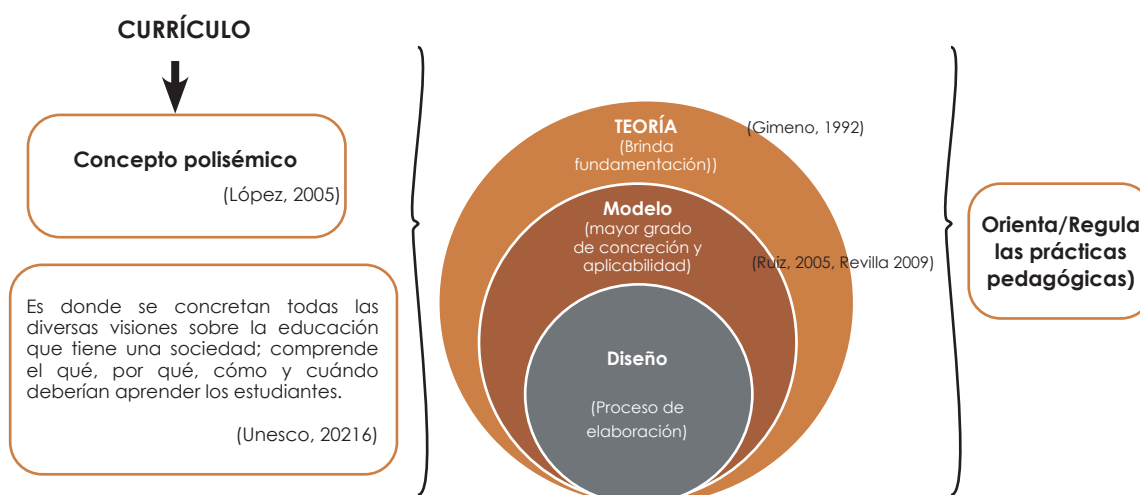 CURRÍCULO
Concepto polisémico
(López, 2005)
Es donde se concretan todas las
diversas visiones sobre la educación
que tiene una sociedad; comprende
el qué, por qué, cómo y cuándo
deberían aprender los estudiantes.
(Unesco, 20216)
TEORÍA
(Brinda
fundamentación))
(Gimeno, 1992)
Modelo
(mayor grado
de concreción y
aplicabilidad)
(Ruiz, 2005, Revilla 2009)
Diseño
(Proceso de
elaboración)
Orienta/Regula
las prácticas
pedagógicas)